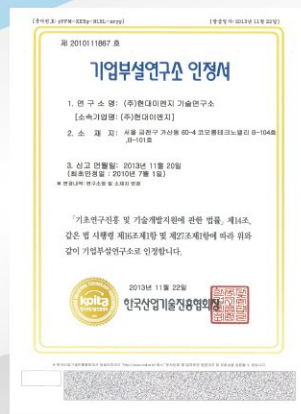 제 2010111867 호
기업부설연구소 인정서
1. 연 구 소 명: (주)현대이엔지 기술연구소
[소속기업명: (주)현대이엔지]
2. 소 재 지: 서울 금천구 가산동 60-4 코오롱테크노밸리 B-104호
,B-101호
3. 신고 연월일: 2013년 11월 20일
(최초인정일 : 2010년 7월 1일)
「기초연구진흥 및 기술개발지원에 관한 법률」제14조,
같은 법 시행령 제16조제1항 및 제27조제1항에 따라 위와
같이 기업부설연구소로 인정합니다.
2013년 11월 22일
koita
한국산업기술진흥협회장